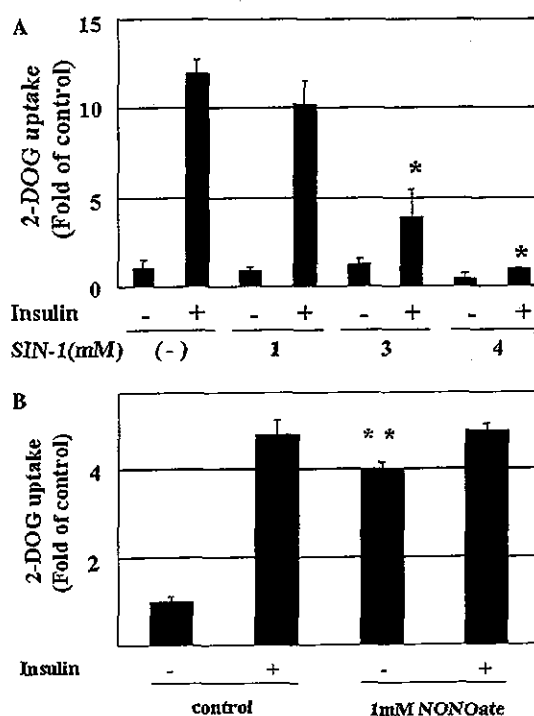 A
15
10
5
0
2-DOG uptake
(Fold of control)
*
*
Insulin - + - + - + - +
SIN-1(mM) (-) 1 3 4
B
4
2
2-DOG uptake
(Fold of control)
**
Insulin - + - +
control 1mM NONOate